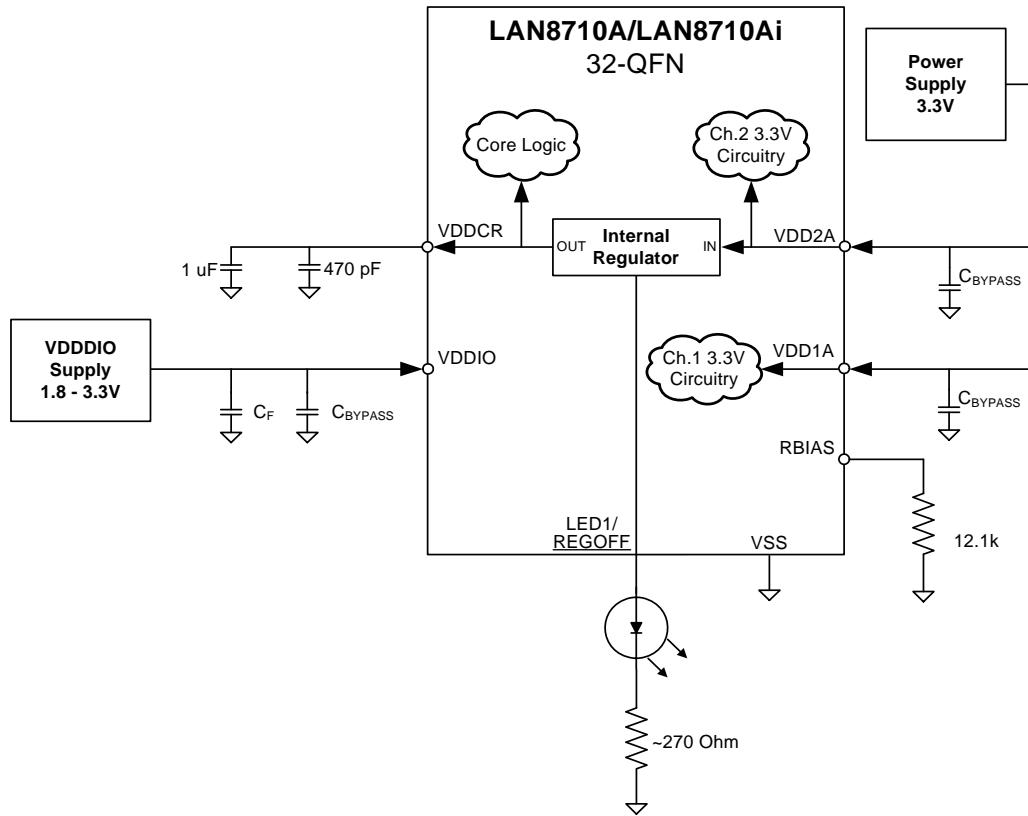 LAN8710A/LAN8710Ai
32-QFN
Power
Supply
3.3V
Core Logic
Ch.2 3.3V
Circuitry
VDDCR
OUT
Internal
Regulator
IN
VDD2A
1 uF
470 pF
CBYPASS
VDDDIO
Supply
1.8 - 3.3V
VDDIO
Ch.1 3.3V
Circuitry
VDD1A
CF
CBYPASS
CBYPASS
RBIAS
12.1k
LED1/
REGOFF
VSS
~270 Ohm